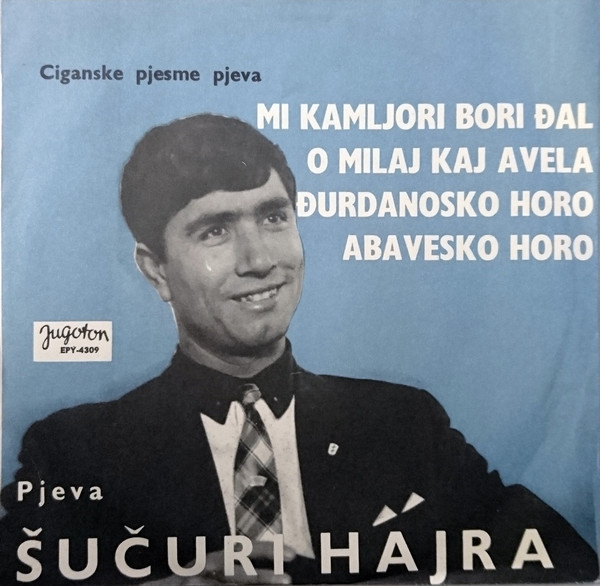 Ciganske pjesme pjeva
MI KAMLJORI BORI ĐAL
O MILAJ KAJ AVELA
ĐURDANOSKO HORO
ABAVESKO HORO
Jugoton
EPY-4309
Pjeva
ŠUČURI HAJRA